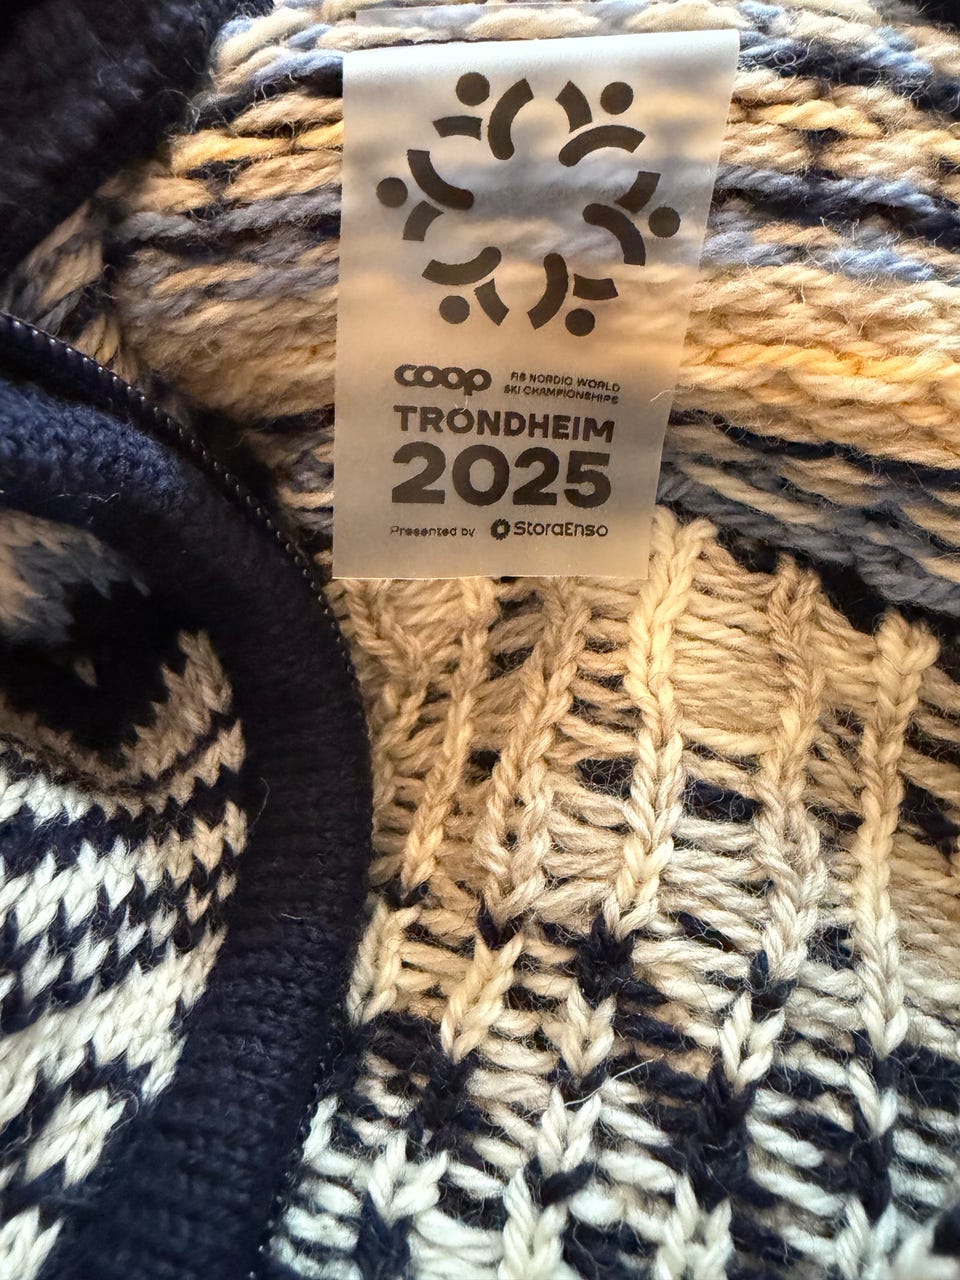 coop FIS NORDIC WORLD
SKI CHAMPIONSHIPS
TRONDHEIM
2025
Presented by StoraEnso